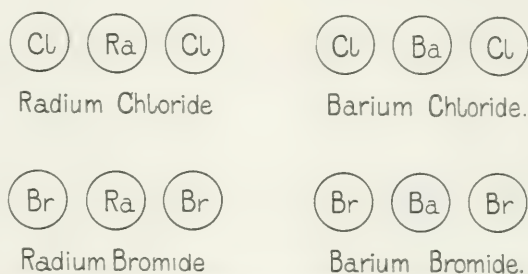 Cl Ra Cl Cl Ba Cl
Radium Chloride Barium Chloride.
Br Ra Br Br Ba Br
Radium Bromide Barium Bromide.